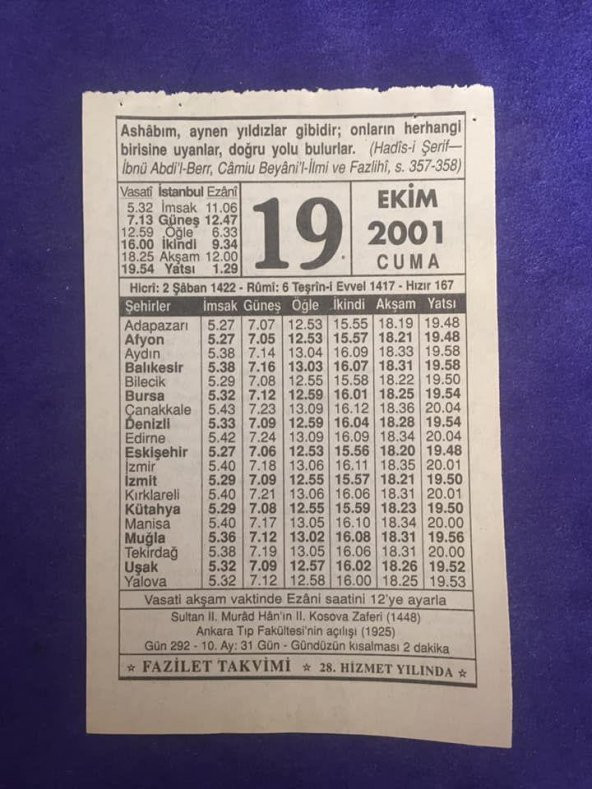 Ashâbım, aynen yıldızlar gibidir; onların herhangi
birisine uyanlar, doğru yolu bulurlar. (Hadîs-i Şerif—
İbnü Abdi'l-Berr, Câmiu Beyâni'l-İlmi ve Fazlihî, s. 357-358)
Vasatî İstanbul Ezânî
5.32 İmsak 11.06
7.13 Güneş 12.47
12.59 Öğle 6.33
16.00 İkindi 9.34
18.25 Akşam 12.00
19.54 Yatsı 1.29
19
EKİM
2001
CUMA
Hicrî: 2 Şâban 1422 - Rûmi: 6 Teşrîn-i Evvel 1417 - Hızır 167
Şehirler İmsak Güneş Öğle İkindi Akşam Yatsı
Adapazarı 5.27 7.07 12.53 15.55 18.19 19.48
Afyon 5.27 7.05 12.53 15.57 18.21 19.48
Aydın 5.38 7.14 13.04 16.09 18.33 19.58
Balıkesir 5.38 7.16 13.03 16.07 18.31 19.58
Bilecik 5.29 7.08 12.55 15.58 18.22 19.50
Bursa 5.32 7.12 12.59 16.01 18.25 19.54
Çanakkale 5.43 7.23 13.09 16.12 18.36 20.04
Denizli 5.33 7.09 12.59 16.04 18.28 19.54
Edirne 5.42 7.24 13.09 16.09 18.34 20.04
Eskişehir 5.27 7.06 12.53 15.56 18.20 19.48
İzmir 5.40 7.18 13.06 16.11 18.35 20.01
İzmit 5.29 7.09 12.55 15.57 18.21 19.50
Kırklareli 5.40 7.21 13.06 16.06 18.31 20.01
Kütahya 5.29 7.08 12.55 15.59 18.23 19.50
Manisa 5.40 7.17 13.05 16.10 18.34 20.00
Muğla 5.36 7.12 13.02 16.08 18.31 19.56
Tekirdağ 5.38 7.19 13.05 16.06 18.31 20.00
Uşak 5.32 7.09 12.57 16.02 18.26 19.52
Yalova 5.32 7.12 12.58 16.00 18.25 19.53
Vasati akşam vaktinde Ezâni saatini 12'ye ayarla
Sultan II. Murâd Hân'ın II. Kosova Zaferi (1448)
Ankara Tıp Fakültesi'nin açılışı (1925)
Gün 292 - 10. Ay: 31 Gün - Gündüzün kısalması 2 dakika
★ FAZİLET TAKVİMİ ★ 28. HİZMET YILINDA ★